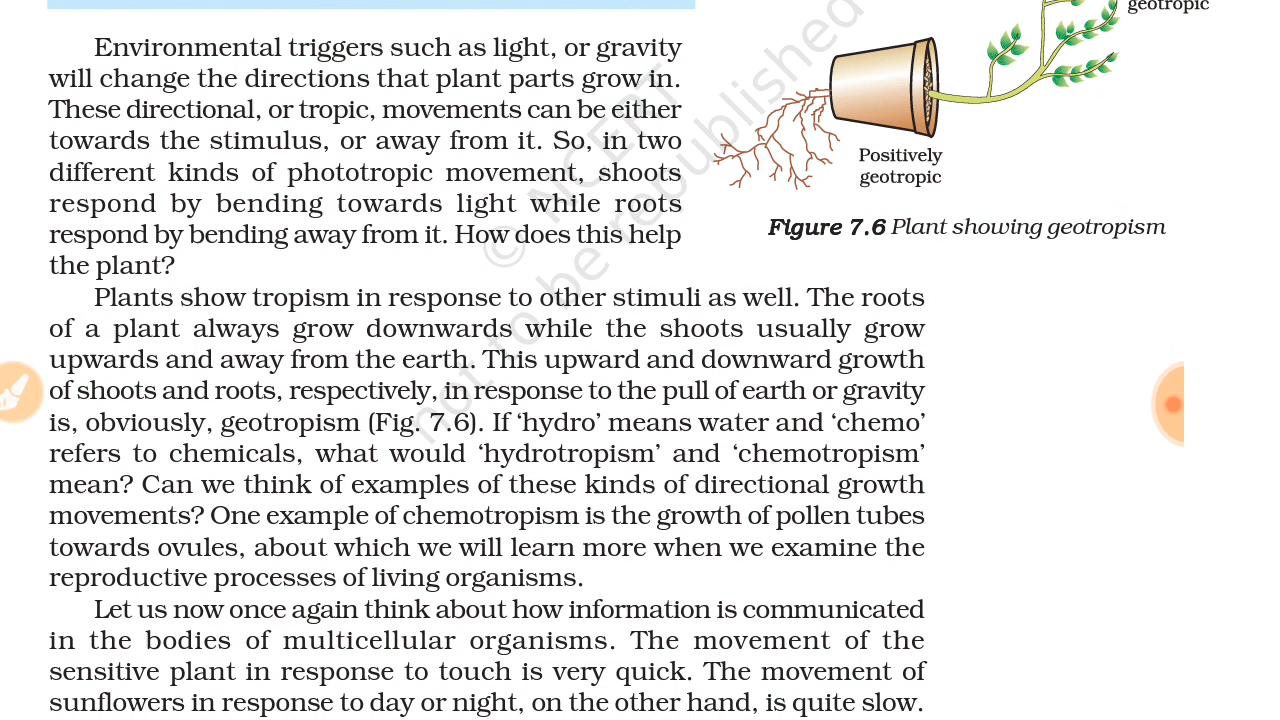 geotropic
Environmental triggers such as light, or gravity
will change the directions that plant parts grow in.
These directional, or tropic, movements can be either
towards the stimulus, or away from it. So, in two
different kinds of phototropic movement, shoots
respond by bending towards light while roots
respond by bending away from it. How does this help
the plant?
Positively
geotropic
Figure 7.6 Plant showing geotropism
Plants show tropism in response to other stimuli as well. The roots
of a plant always grow downwards while the shoots usually grow
upwards and away from the earth. This upward and downward growth
of shoots and roots, respectively, in response to the pull of earth or gravity
is, obviously, geotropism (Fig. 7.6). If ‘hydro’ means water and ‘chemo’
refers to chemicals, what would ‘hydrotropism’ and ‘chemotropism’
mean? Can we think of examples of these kinds of directional growth
movements? One example of chemotropism is the growth of pollen tubes
towards ovules, about which we will learn more when we examine the
reproductive processes of living organisms.
Let us now once again think about how information is communicated
in the bodies of multicellular organisms. The movement of the
sensitive plant in response to touch is very quick. The movement of
sunflowers in response to day or night, on the other hand, is quite slow.
© NCERT
not to be republished